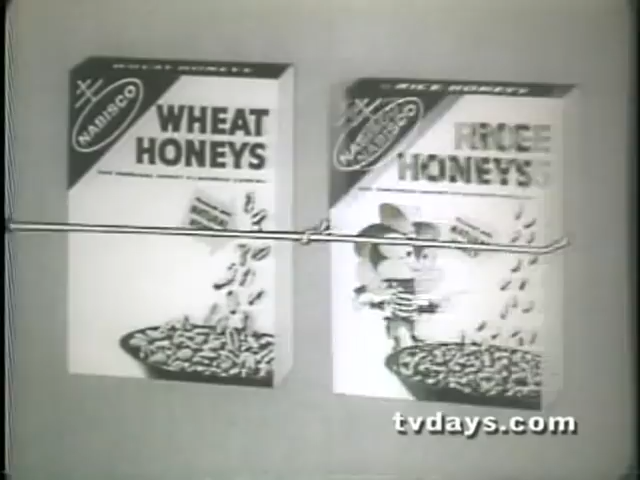 WHEAT HONEYS
NABISCO
WHEAT
HONEYS
RICE HONEYS
NABISCO
RICE
HONEYS
tvdays.com